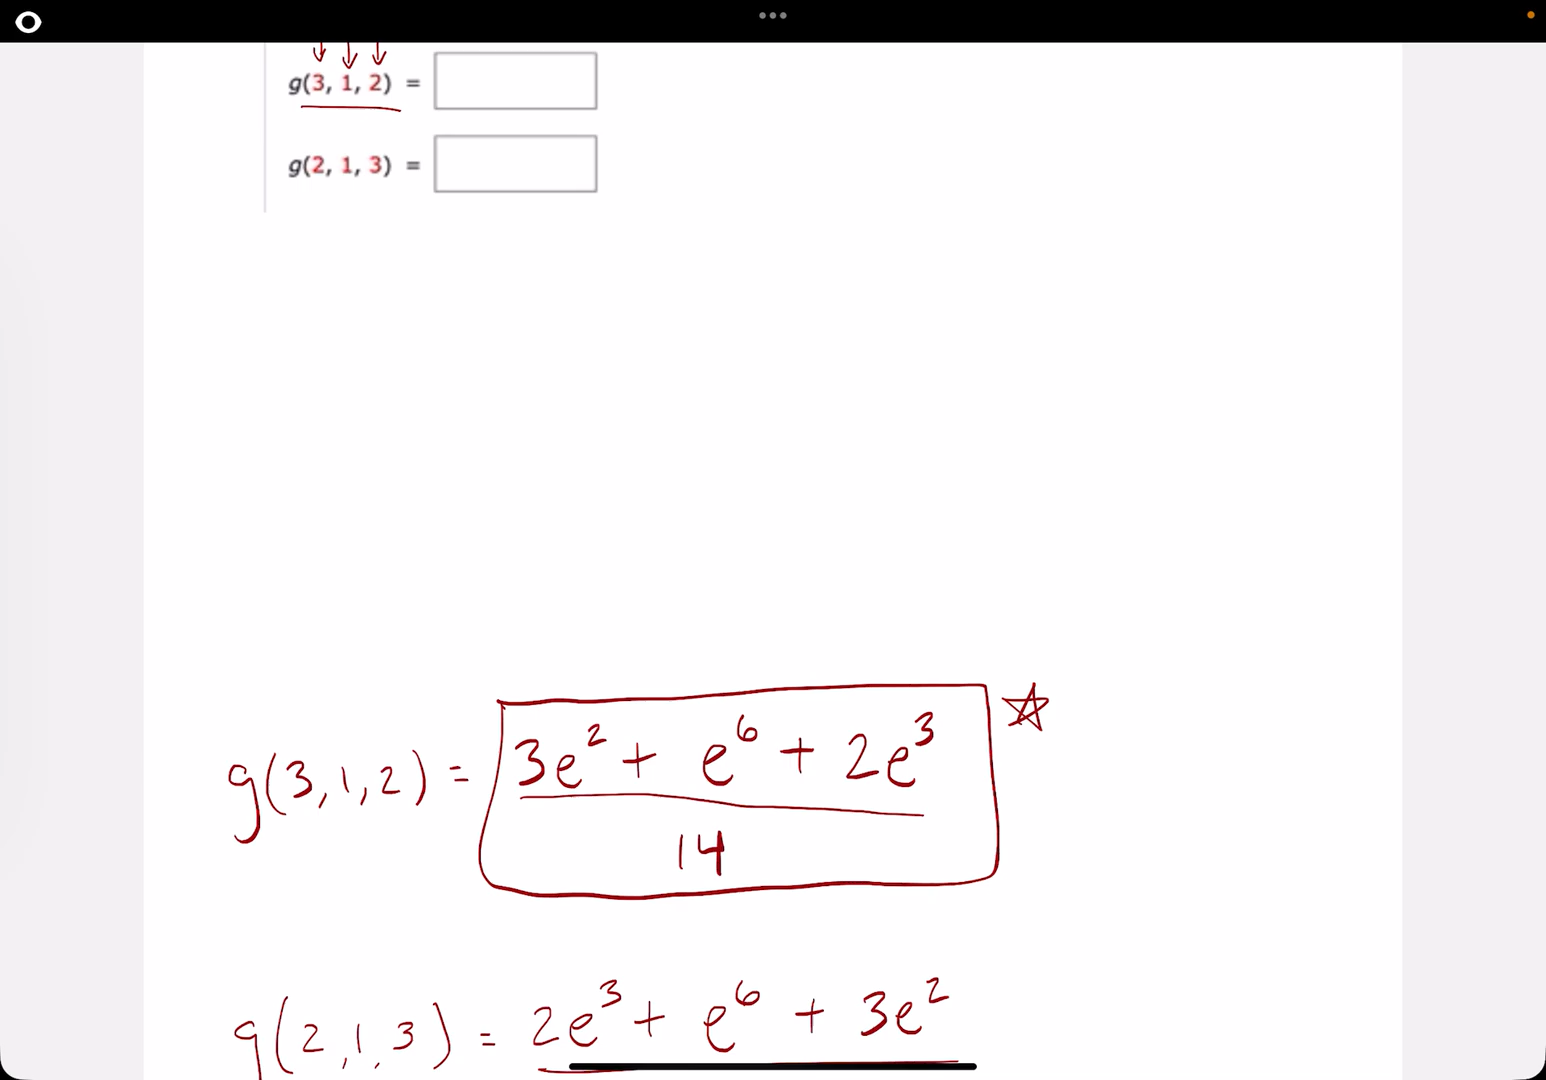 g(3, 1, 2) =
g(2, 1, 3) =
g(3,1,2) = 3e² + e⁶ + 2e³
14
g(2,1,3) = 2e³ + e⁶ + 3e²